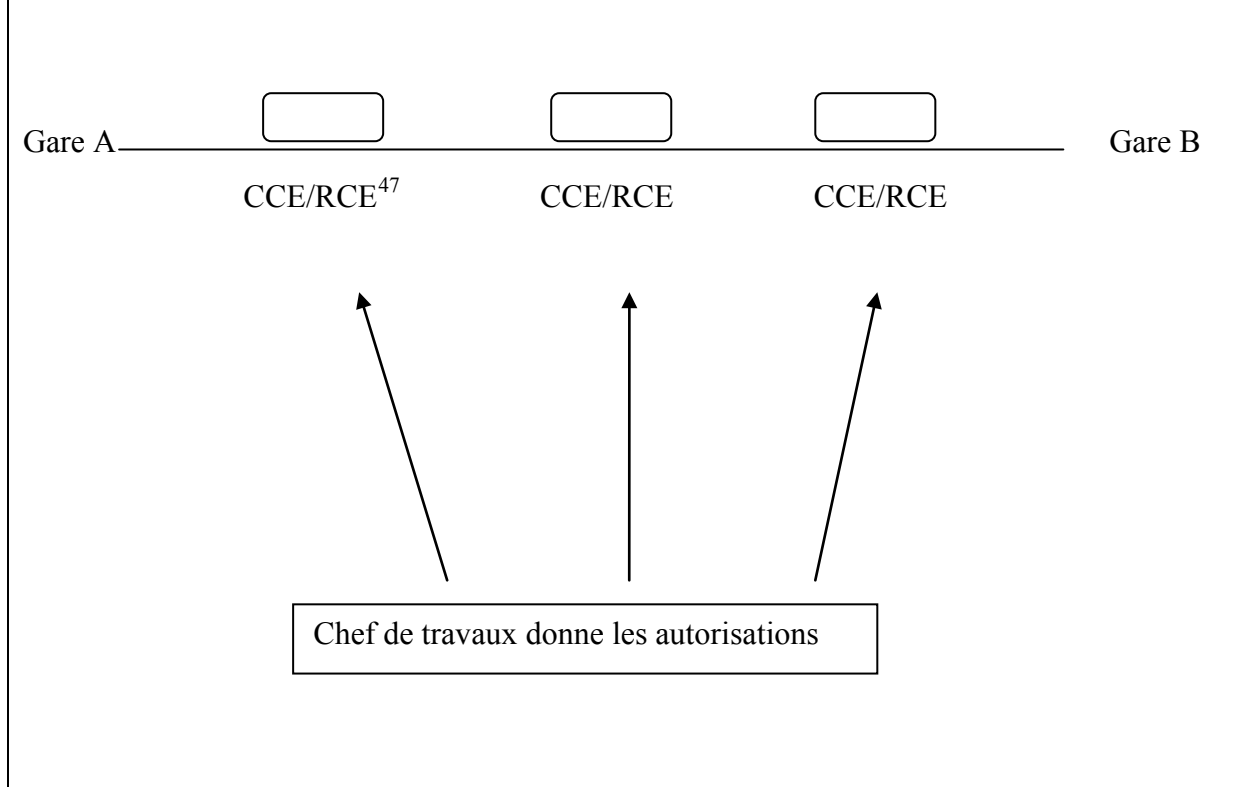 Gare A
Gare B
CCE/RCE47 CCE/RCE CCE/RCE
Chef de travaux donne les autorisations